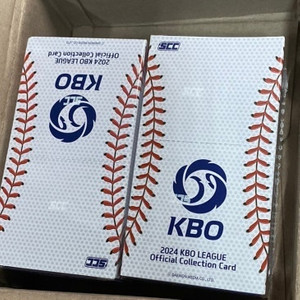 SCC
KBO
2024 KBO LEAGUE
Official Collection Card
SCC
KBO
2024 KBO LEAGUE
Official Collection Card